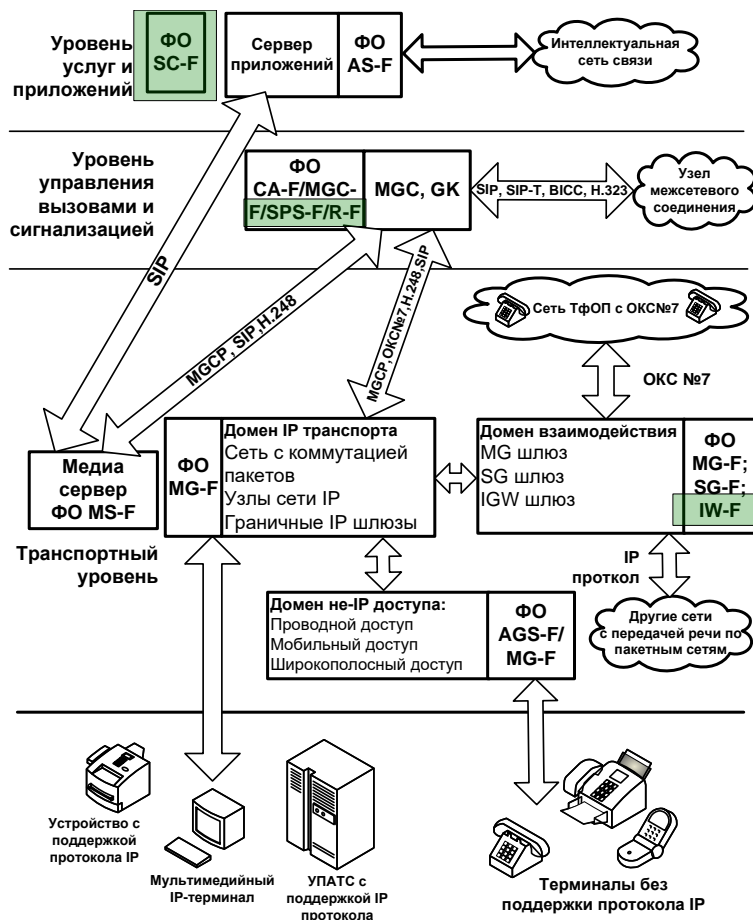 Уровень
услуг и
приложений
ФО
SC-F
Сервер
приложений
ФО
AS-F
Интеллектуальная
сеть связи
Уровень
управления
вызовами и
сигнализацией
ФО
CA-F/MGC-
F/SPS-F/R-F
MGC, GK
SIP, SIP-T, BICC, H.323
Узел
межсетевого
соединения
SIP
MGCP, SIP,H.248
MGCP, ОКС№7,H.248,SIP
Сеть ТфОП с ОКС№7
ОКС №7
Медиа
сервер
ФО MS-F
ФО
MG-F
Домен IP транспорта
Сеть с коммутацией
пакетов
Узлы сети IP
Граничные IP шлюзы
Домен взаимодействия
MG шлюз
SG шлюз
IGW шлюз
ФО
MG-F;
SG-F;
IW-F
Транспортный
уровень
IP
проткол
Домен не-IP доступа:
Проводной доступ
Мобильный доступ
Широкополосный доступ
ФО
AGS-F/
MG-F
Другие сети
с передачей речи по
пакетным сетям
Устройство с
поддержкой
протокола IP
Мультимедийный
IP-терминал
УПАТС с
поддержкой IP
протокола
Терминалы без
поддержки протокола IP